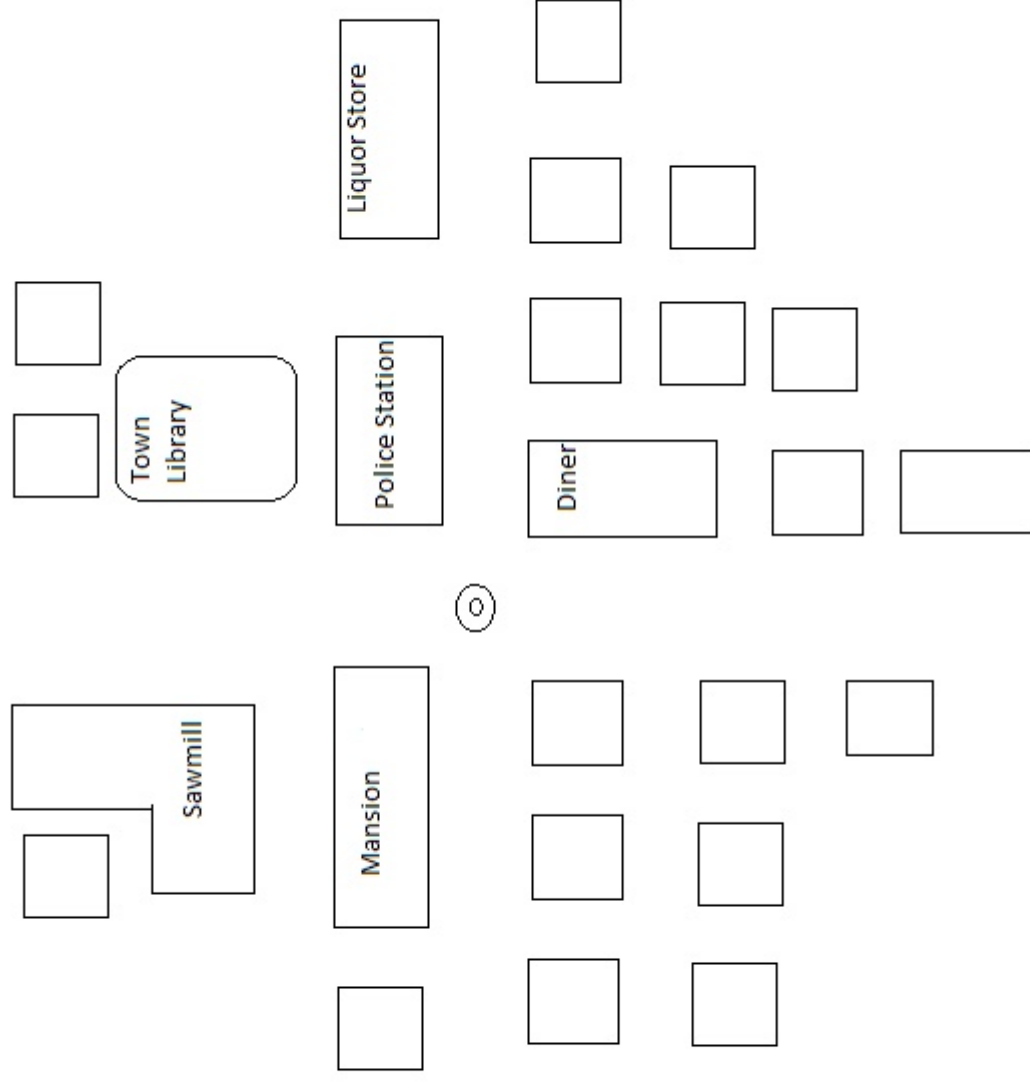 Sawmill
Town
Library
Mansion
Police Station
Liquor Store
Diner